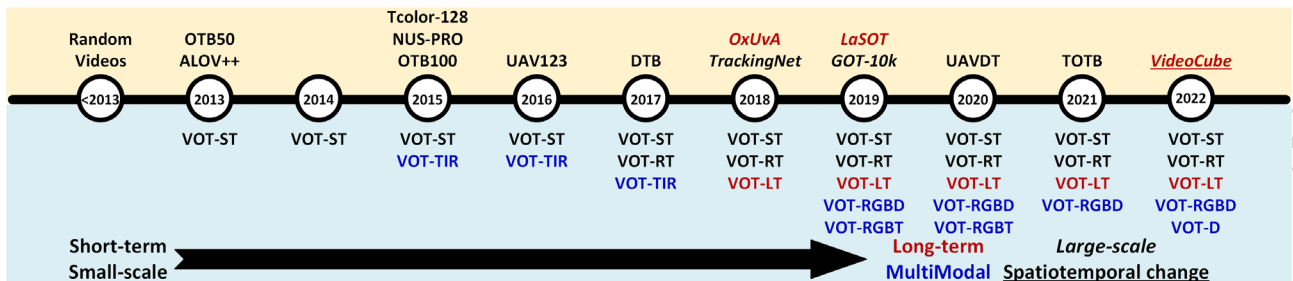 Tcolor-128
Random OTB50 NUS-PRO OxUvA LaSOT
Videos ALOV++ OTB100 UAV123 DTB TrackingNet GOT-10k UAVDT TOTB VideoCube
<2013 2013 2014 2015 2016 2017 2018 2019 2020 2021 2022
VOT-ST VOT-ST VOT-ST VOT-ST VOT-ST VOT-ST VOT-ST VOT-ST VOT-ST VOT-ST
VOT-TIR VOT-TIR VOT-RT VOT-RT VOT-RT VOT-RT VOT-RT VOT-RT
VOT-TIR VOT-LT VOT-LT VOT-LT VOT-LT VOT-LT
VOT-RGBD VOT-RGBD VOT-RGBD VOT-RGBD
VOT-RGBT VOT-RGBT VOT-D
Short-term Long-term Large-scale
Small-scale MultiModal Spatiotemporal change